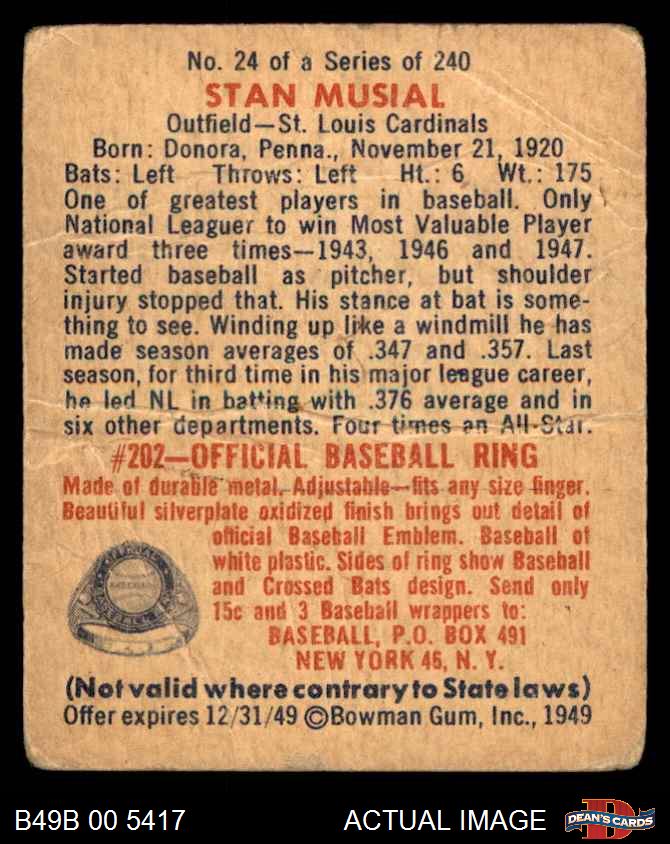 No. 24 of a Series of 240
STAN MUSIAL
Outfield—St. Louis Cardinals
Born: Donora, Penna., November 21, 1920
Bats: Left Throws: Left Ht.: 6 Wt.: 175
One of greatest players in baseball. Only
National Leaguer to win Most Valuable Player
award three times—1943, 1946 and 1947.
Started baseball as pitcher, but shoulder
injury stopped that. His stance at bat is some-
thing to see. Winding up like a windmill he has
made season averages of .347 and .357. Last
season, for third time in his major league career,
he led NL in batting with .376 average and in
six other departments. Four times an All-Star.
#202—OFFICIAL BASEBALL RING
Made of durable metal. Adjustable—fits any size finger.
Beautiful silverplate oxidized finish brings out detail of
official Baseball Emblem. Baseball of
white plastic. Sides of ring show Baseball
and Crossed Bats design. Send only
15c and 3 Baseball wrappers to:
BASEBALL, P.O. BOX 491
NEW YORK 46, N. Y.
(Not valid where contrary to State laws)
Offer expires 12/31/49 ©Bowman Gum, Inc., 1949
B49B 00 5417
ACTUAL IMAGE
DEAN'S CARDS